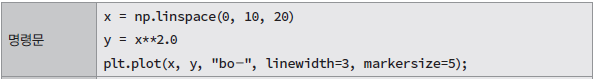 명령문
x = np.linspace(0, 10, 20)
y = x**2.0
plt.plot(x, y, "bo—", linewidth=3, markersize=5);